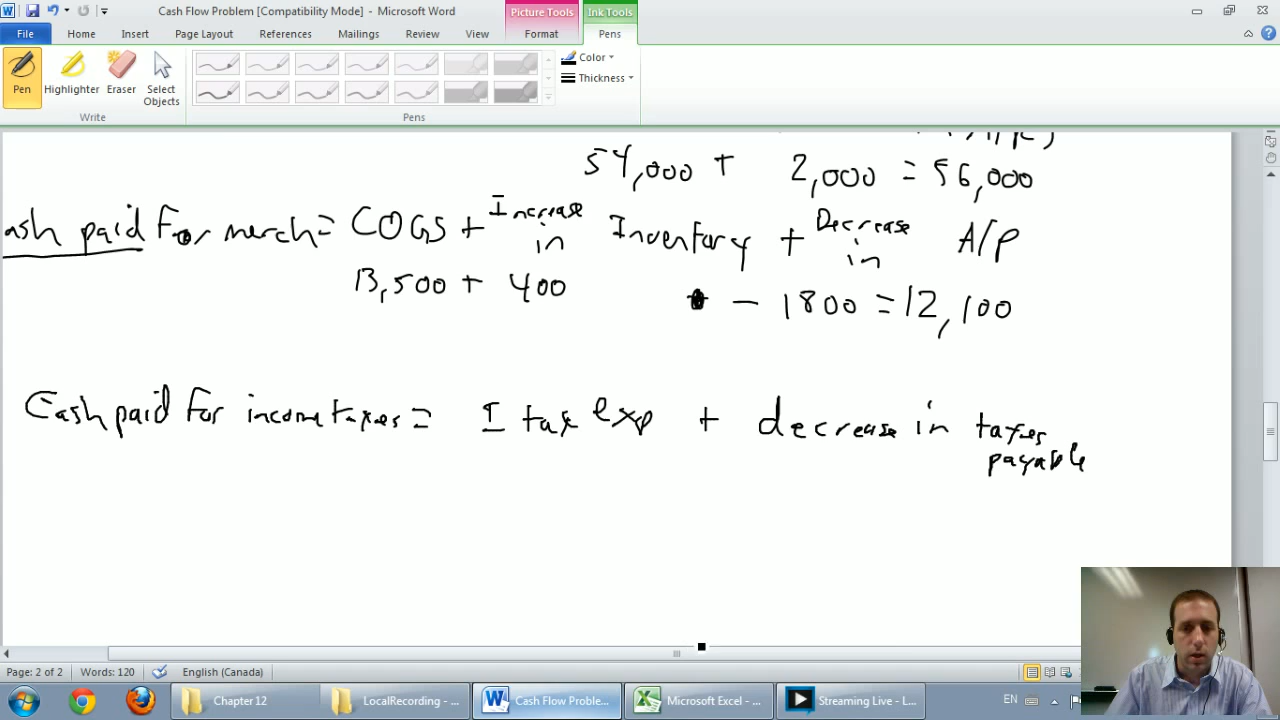 Cash Flow Problem [Compatibility Mode] - Microsoft Word
Picture Tools
Ink Tools
File
Home
Insert
Page Layout
References
Mailings
Review
View
Format
Pens
Pen
Highlighter
Eraser
Select Objects
Color
Thickness
Write
Pens
54,000 + 2,000 = 56,000
ash paid for merch = COGS + Increase in Inventory + Decrease in A/P
13,500 + 400 - 1800 = 12,100
Cash paid for income taxes = I tax exp + decrease in taxes payable
Page: 2 of 2
Words: 120
English (Canada)
Chapter 12
LocalRecording - ...
Cash Flow Proble...
Microsoft Excel - ...
Streaming Live - L...
EN